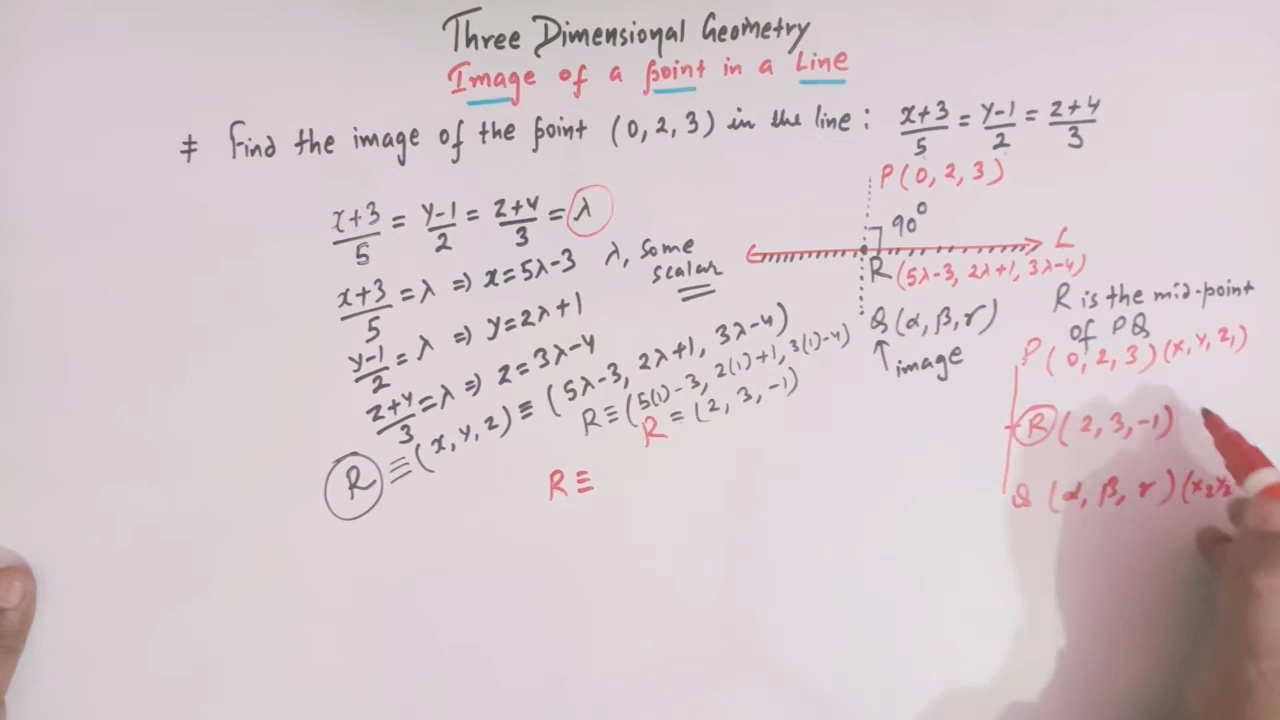 Three Dimensional Geometry
Image of a point in a Line
≠ Find the image of the point (0, 2, 3) in the line: x+3/5 = y-1/2 = z+4/3
x+3/5 = y-1/2 = z+4/3 = λ
x+3/5 = λ ⇒ x = 5λ-3
λ, some scalar
y-1/2 = λ ⇒ y = 2λ+1
z+4/3 = λ ⇒ z = 3λ-4
R ≡ (x, y, z) ≡ (5λ-3, 2λ+1, 3λ-4)
R ≡ (5(1)-3, 2(1)+1, 3(1)-4)
R = (2, 3, -1)
R ≡
P(0, 2, 3)
90°
L
R (5λ-3, 2λ+1, 3λ-4)
Q (α, β, γ)
↑ image
R is the mid-point
of PQ
P (0, 2, 3) (x, y, z,)
R (2, 3, -1)
Q (α, β, γ) (x2 y2